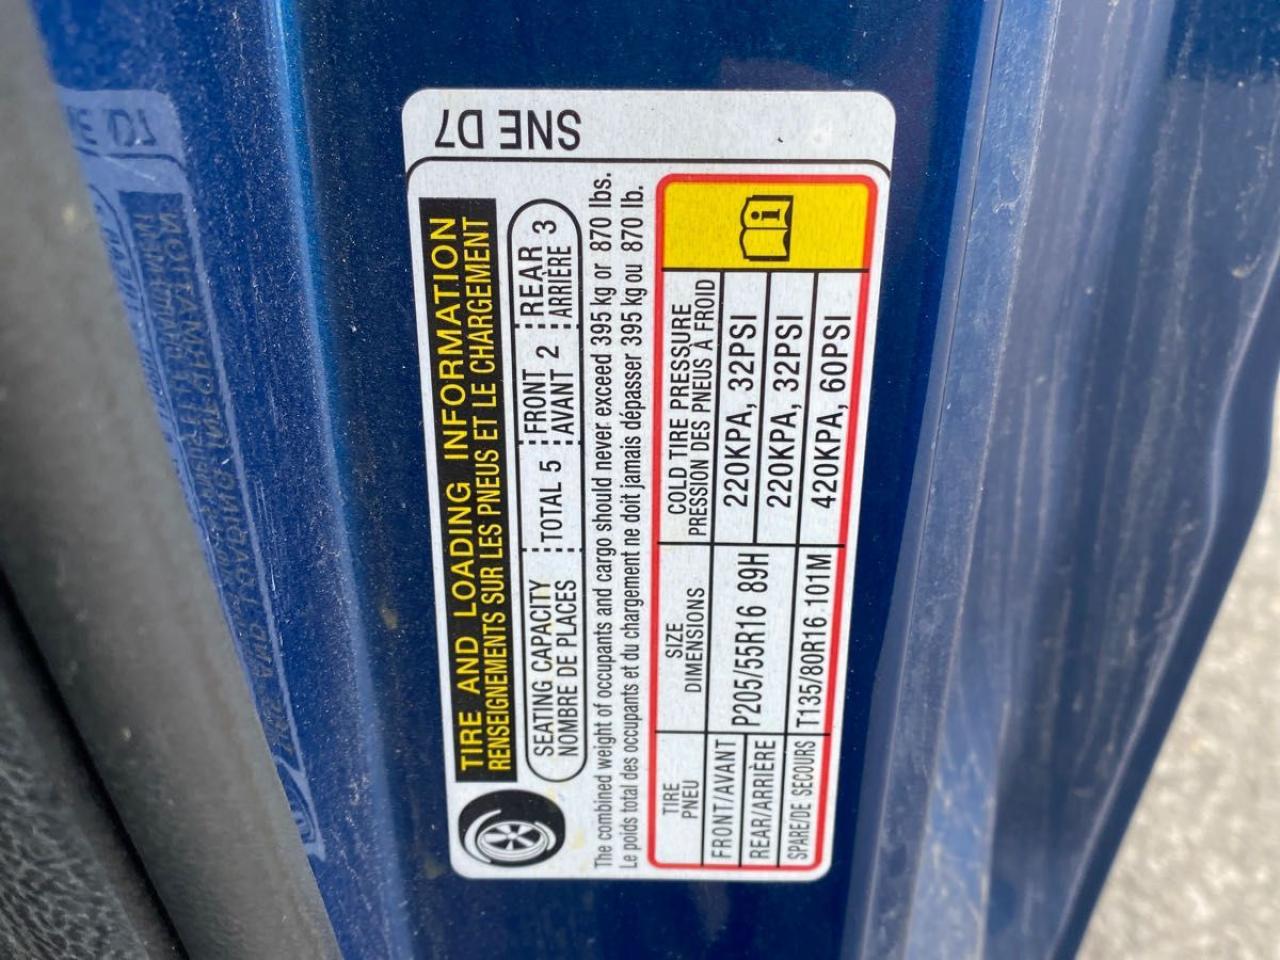 SNE D7
TIRE AND LOADING INFORMATION
RENSEIGNEMENTS SUR LES PNEUS ET LE CHARGEMENT
SEATING CAPACITY TOTAL 5 FRONT 2 REAR 3
NOMBRE DE PLACES AVANT ARRIÈRE
The combined weight of occupants and cargo should never exceed 395 kg or 870 lbs.
Le poids total des occupants et du chargement ne doit jamais dépasser 395 kg ou 870 lb.
TIRE SIZE COLD TIRE PRESSURE
PNEU DIMENSIONS PRESSION DES PNEUS À FROID
FRONT/AVANT P205/55R16 89H 220KPA, 32PSI
REAR/ARRIÈRE 220KPA, 32PSI
SPARE/DE SECOURS T135/80R16 101M 420KPA, 60PSI